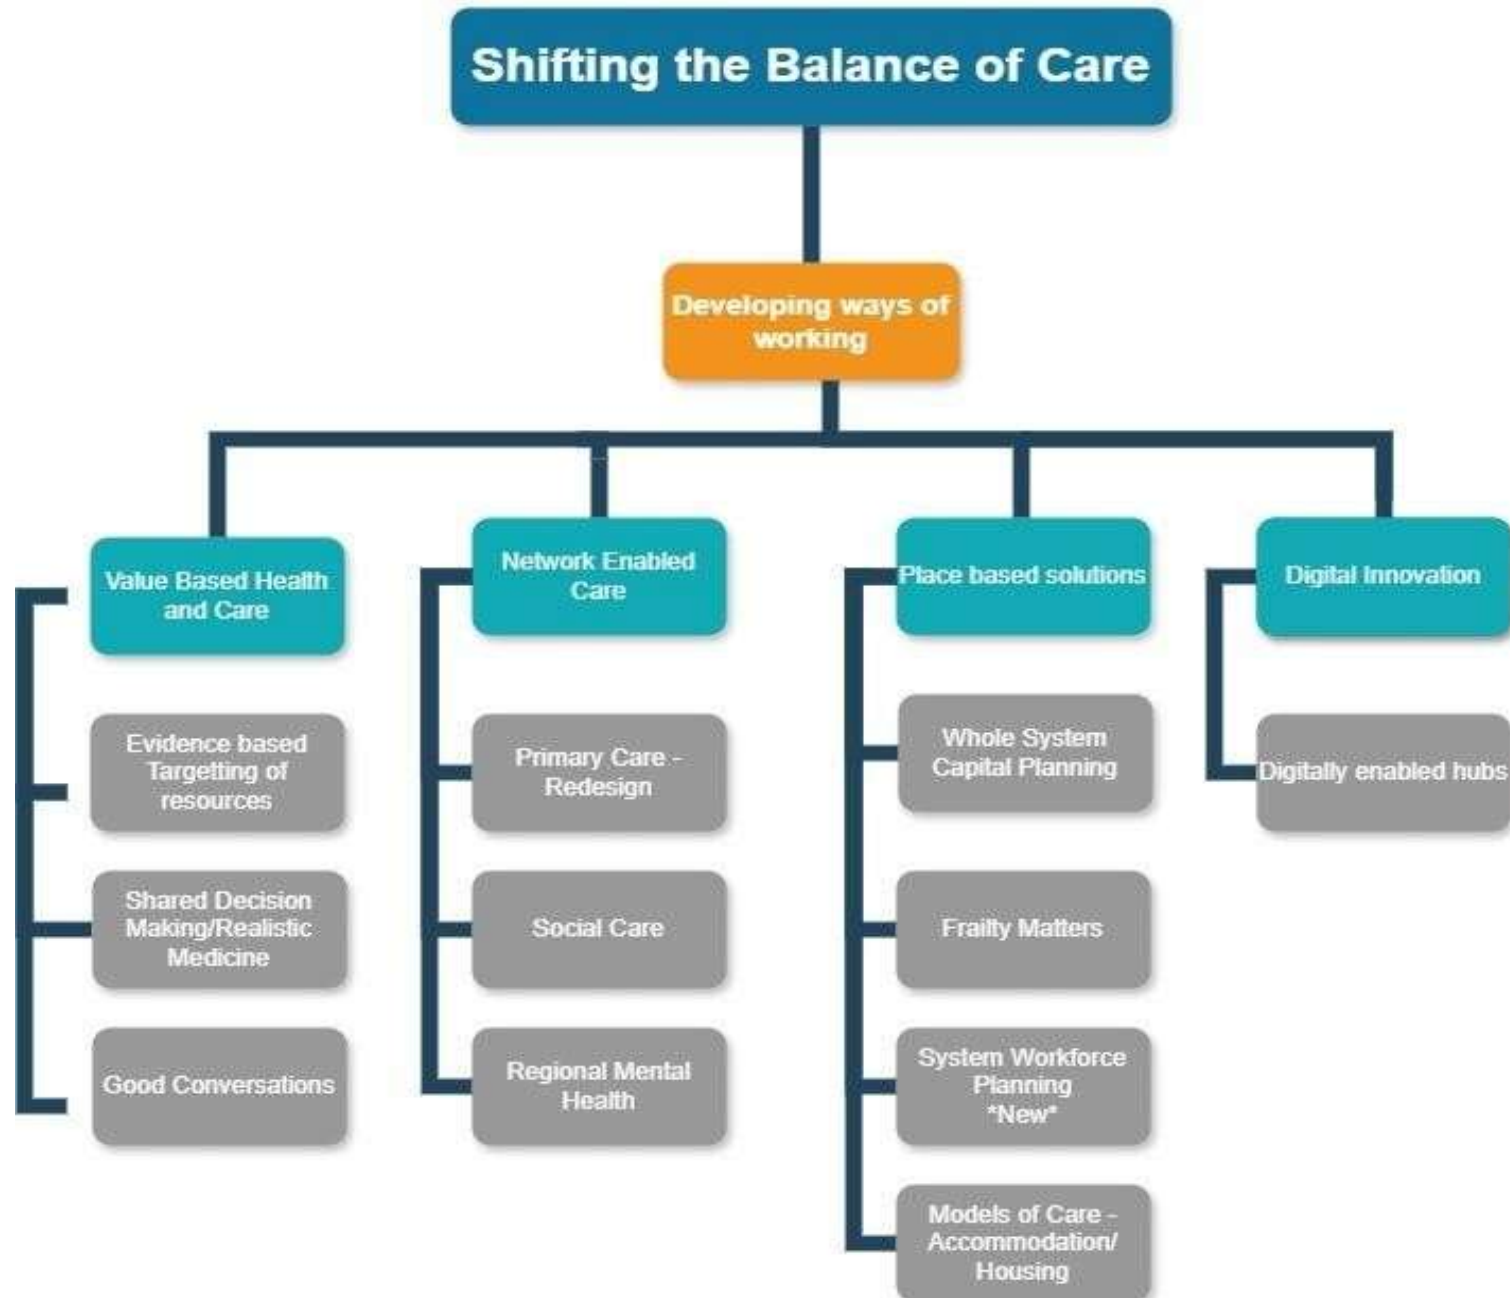 Shifting the Balance of Care
Developing ways of
working
Value Based Health
and Care
Evidence based
Targetting of
resources
Shared Decision
Making/Realistic
Medicine
Good Conversations
Network Enabled
Care
Primary Care -
Redesign
Social Care
Regional Mental
Health
Place based solutions
Whole System
Capital Planning
Frailty Matters
System Workforce
Planning
*New*
Models of Care -
Accommodation/
Housing
Digital Innovation
Digitally enabled hubs